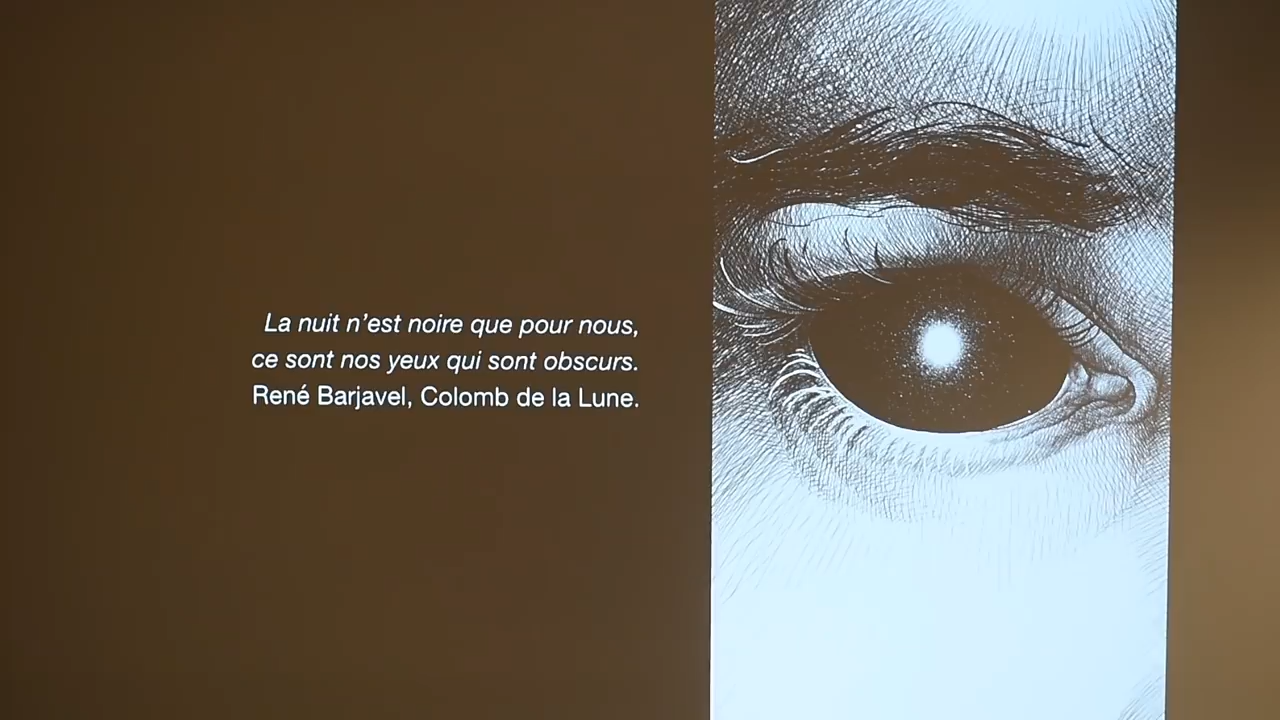 La nuit n’est noire que pour nous,
ce sont nos yeux qui sont obscurs.
René Barjavel, Colomb de la Lune.